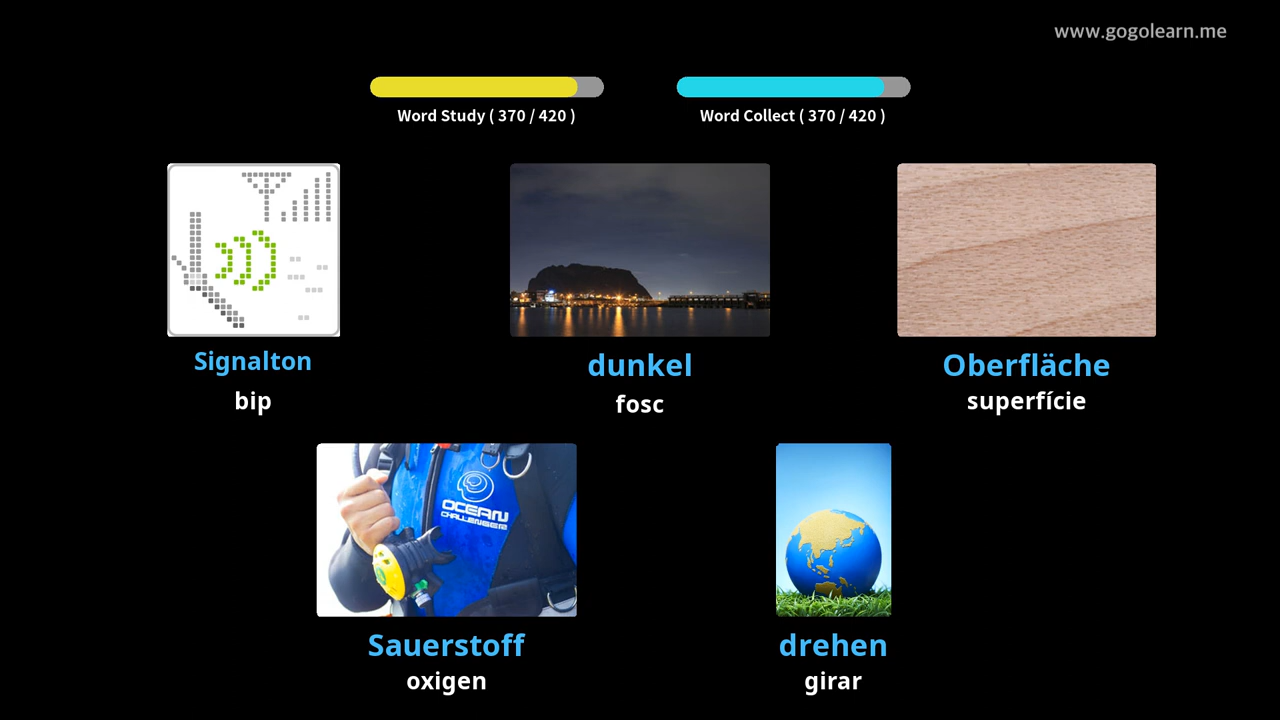 www.gogolearn.me
Word Study ( 370 / 420 )
Word Collect ( 370 / 420 )
Signalton
bip
dunkel
fosc
Oberfläche
superfície
OCEAN
CHALLENGER
Sauerstoff
oxigen
drehen
girar